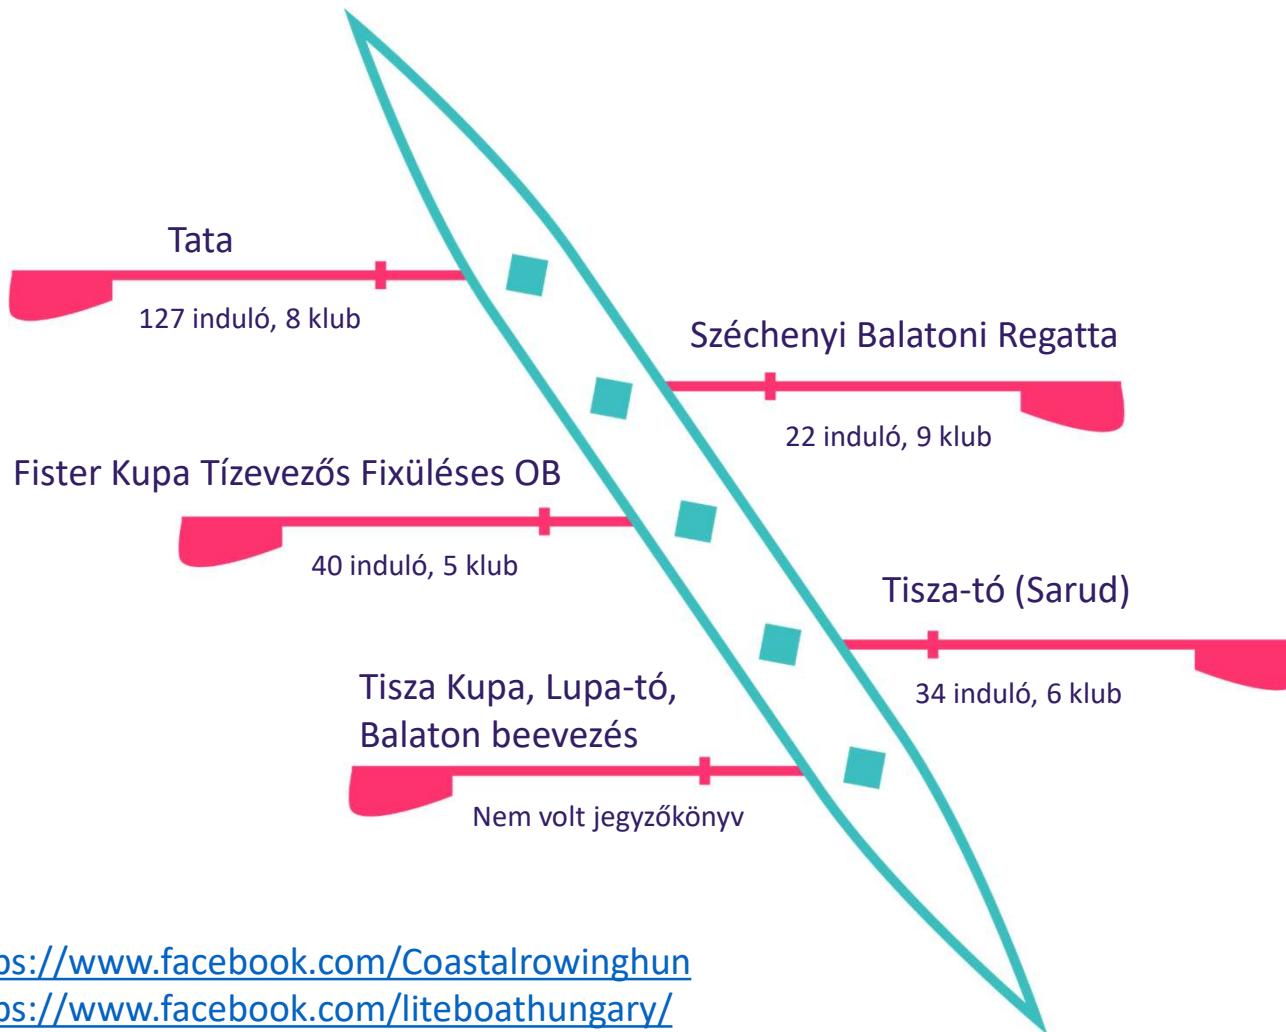 Tata
127 induló, 8 klub
Széchenyi Balatoni Regatta
22 induló, 9 klub
Fister Kupa Tízevezős Fixüléses OB
40 induló, 5 klub
Tisza-tó (Sarud)
34 induló, 6 klub
Tisza Kupa, Lupa-tó,
Balaton beevezés
Nem volt jegyzőkönyv
ps://www.facebook.com/Coastalrowinghun
ps://www.facebook.com/liteboathungary/